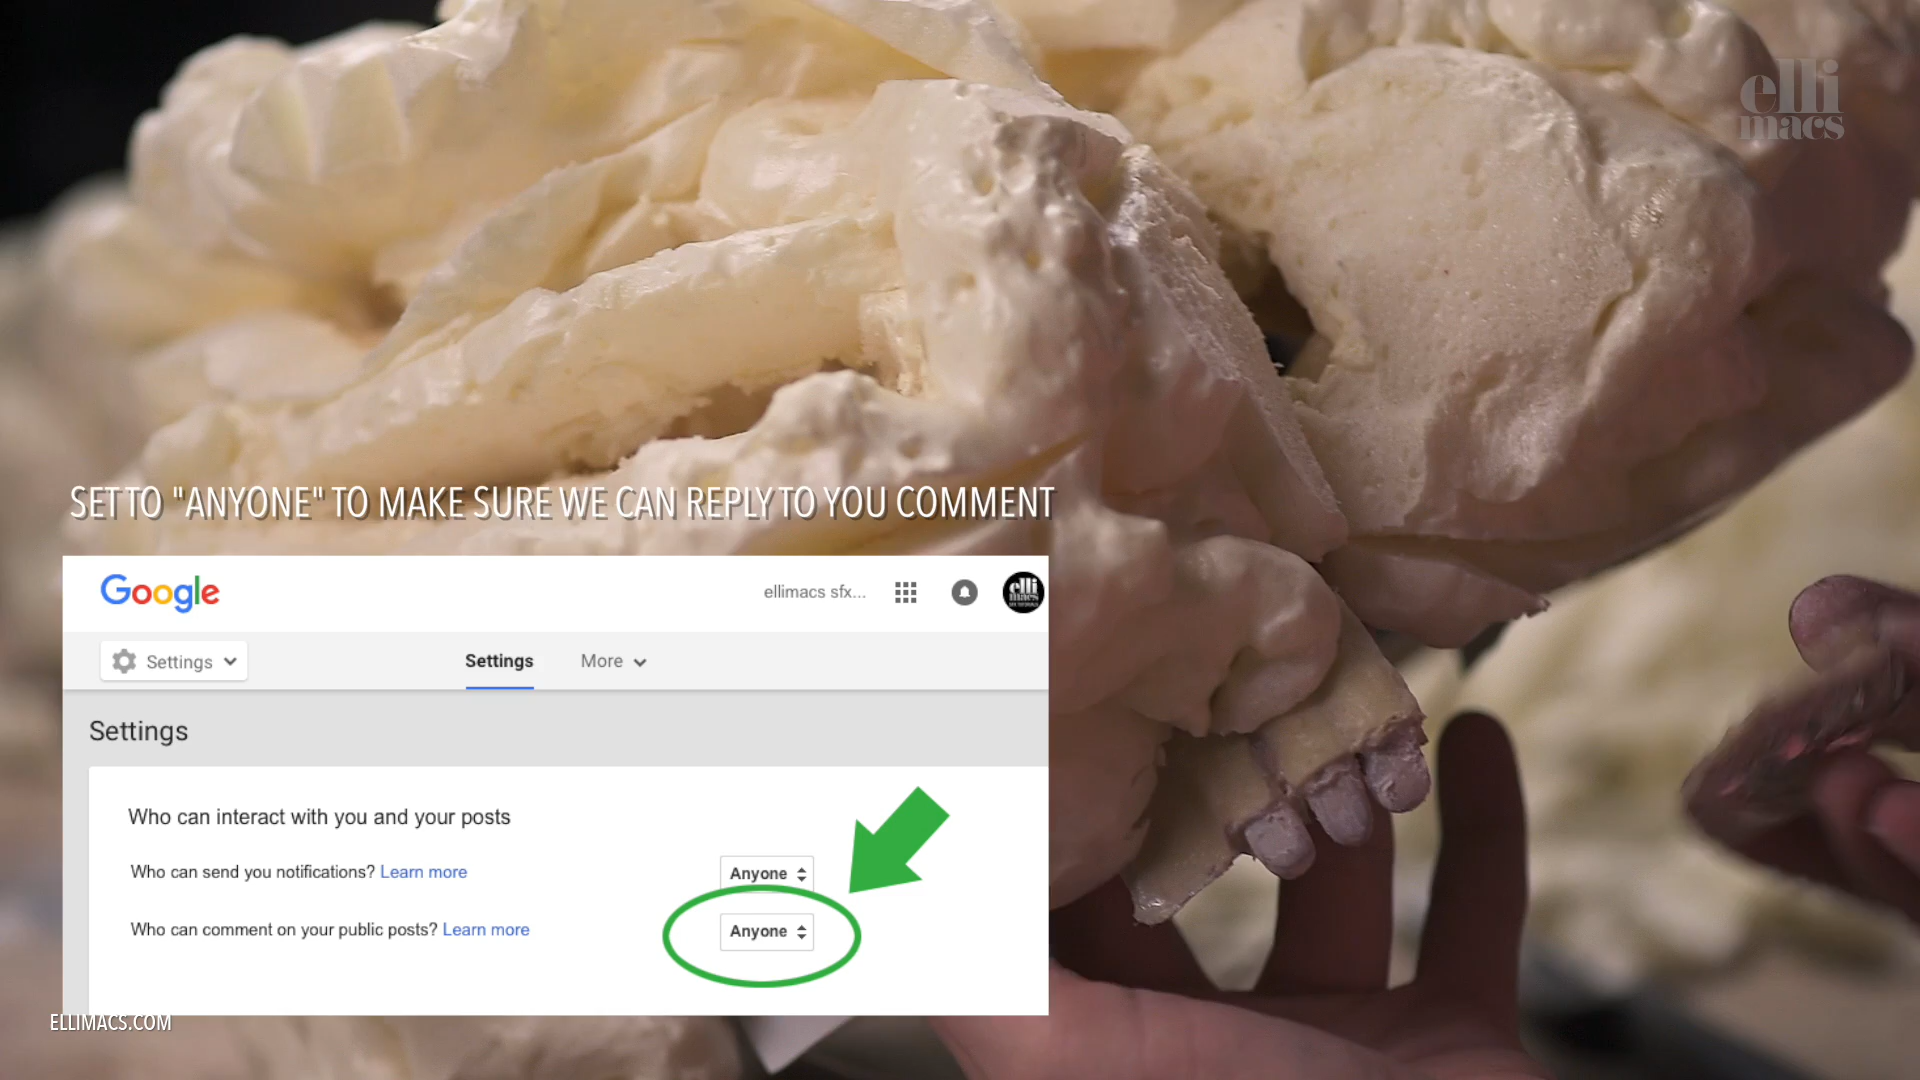 elli
macs
SET TO "ANYONE" TO MAKE SURE WE CAN REPLY TO YOU COMMENT
Google
ellimacs sfx...
elli
macs
Settings
Settings
More
Settings
Who can interact with you and your posts
Who can send you notifications? Learn more
Anyone
Who can comment on your public posts? Learn more
Anyone
ELLIMACS.COM